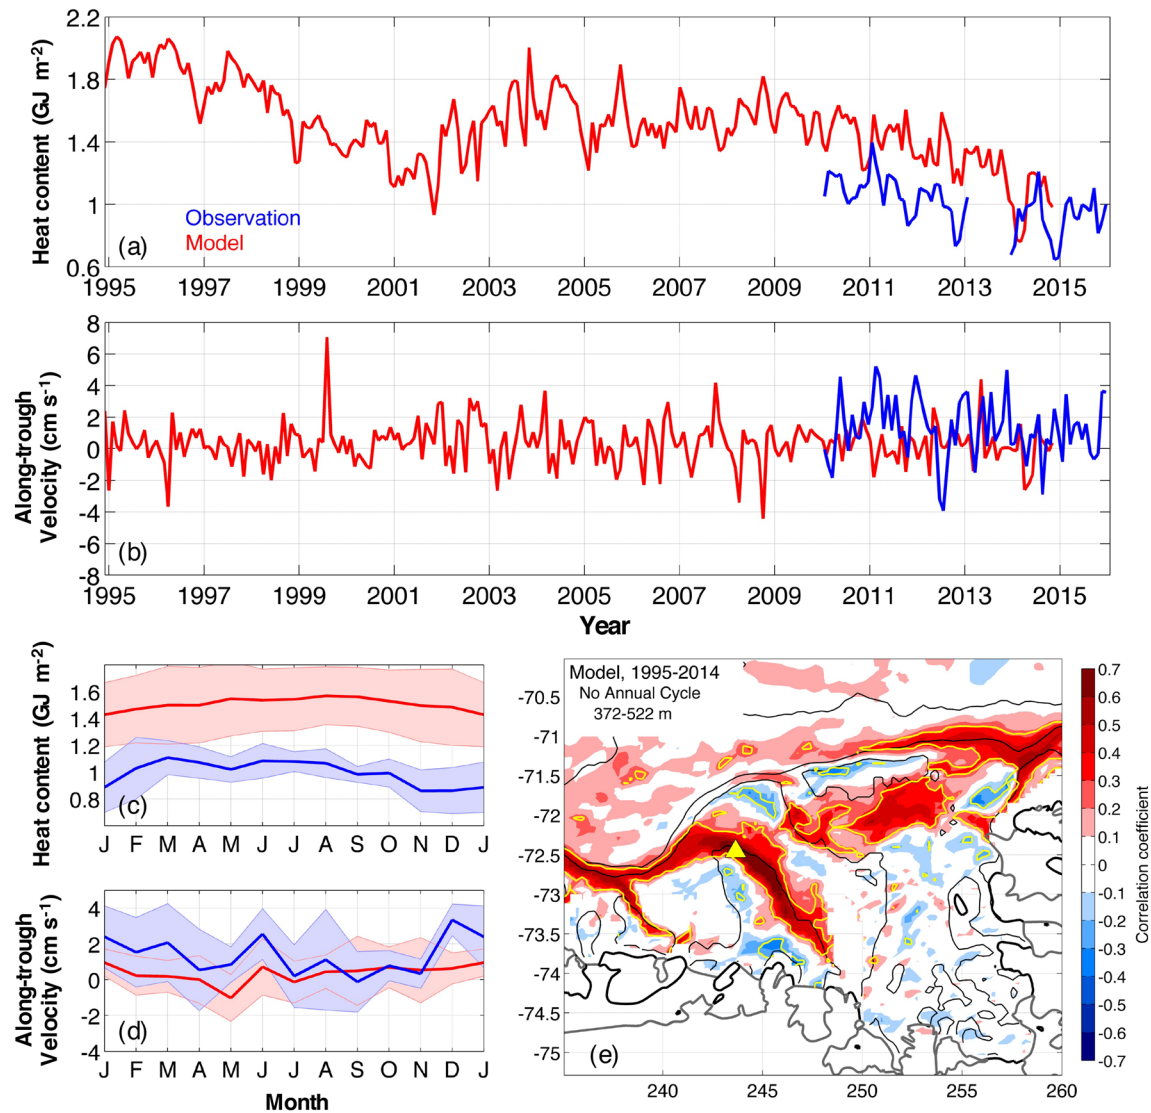 2.2
1.8
1.4
1
0.6
Heat content (GJ m-2)
Observation
Model
(a)
1995 1997 1999 2001 2003 2005 2007 2009 2011 2013 2015
8
6
4
2
0
-2
-4
-6
-8
Along-trough
Velocity (cm s-1)
(b)
1995 1997 1999 2001 2003 2005 2007 2009 2011 2013 2015
Year
1.6
1.4
1.2
1
0.8
Heat content (GJ m-2)
(c)
J F M A M J J A S O N D J
4
2
0
-2
-4
Along-trough
Velocity (cm s-1)
(d)
J F M A M J J A S O N D J
Month
Model, 1995-2014
No Annual Cycle
372-522 m
-70.5
-71
-71.5
-72
-72.5
-73
-73.5
-74
-74.5
-75
(e)
240 245 250 255 260
0.7
0.6
0.5
0.4
0.3
0.2
0.1
0
-0.1
-0.2
-0.3
-0.4
-0.5
-0.6
-0.7
Correlation coefficient